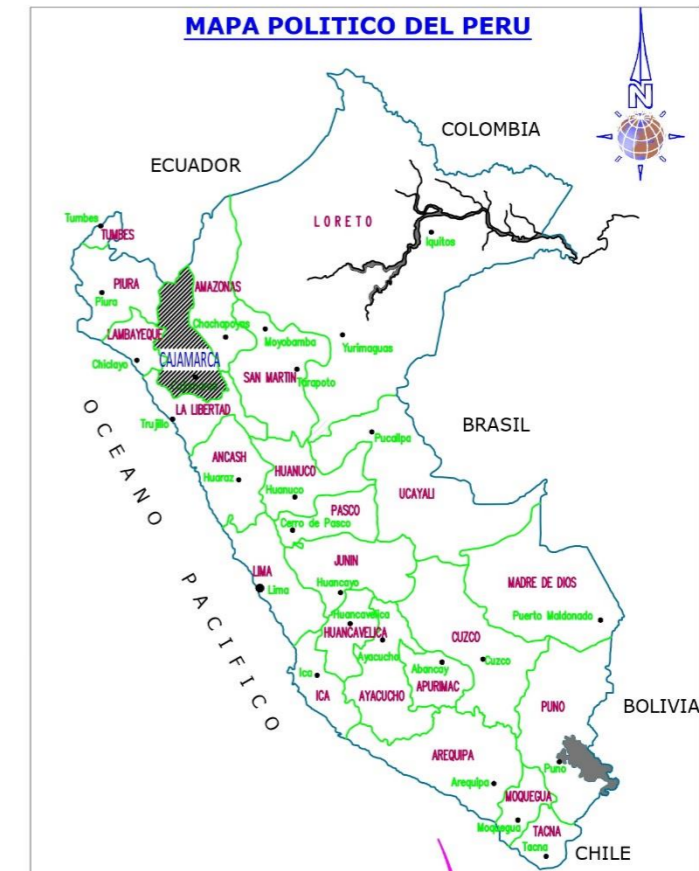 MAPA POLITICO DEL PERU
N
COLOMBIA
ECUADOR
LORETO
Tumbes
TUMBES
Iquitos
PIURA
AMAZONAS
Piura
LAMBAYEQUE
Chachapoyas
Moyobamba
Yurimaguas
Chiclayo
CAJAMARCA
SAN MARTIN
Tarapoto
LA LIBERTAD
Trujillo
BRASIL
Pucallpa
OCEANO PACIFICO
ANCASH
Huaraz
HUANUCO
Huanuco
UCAYALI
PASCO
Cerro de Pasco
JUNIN
LIMA
Lima
Huancayo
MADRE DE DIOS
Huancavelica
HUANCAVELICA
Puerto Maldonado
CUZCO
Ayacucho
Abancay
Cuzco
Ica
ICA
AYACUCHO
APURIMAC
PUNO
BOLIVIA
AREQUIPA
Puno
Arequipa
MOQUEGUA
Moquegua
TACNA
Tacna
CHILE